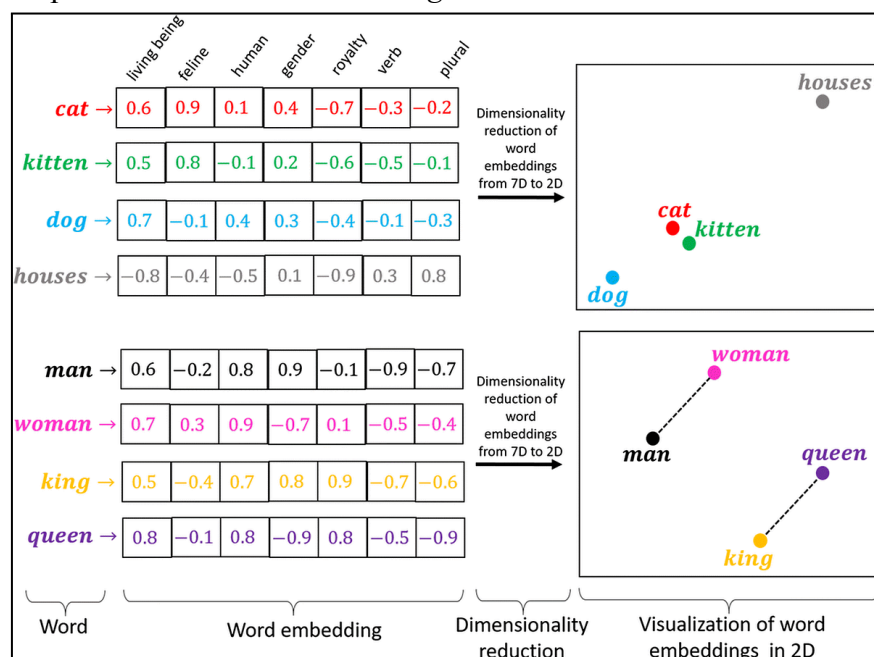 living being feline human gender royalty verb plural
cat → 0.6 0.9 0.1 0.4 −0.7 −0.3 −0.2
kitten → 0.5 0.8 −0.1 0.2 −0.6 −0.5 −0.1
dog → 0.7 −0.1 0.4 0.3 −0.4 −0.1 −0.3
houses → −0.8 −0.4 −0.5 0.1 −0.9 0.3 0.8
Dimensionality
reduction of
word
embeddings
from 7D to 2D
houses
cat
kitten
dog
man → 0.6 −0.2 0.8 0.9 −0.1 −0.9 −0.7
woman → 0.7 0.3 0.9 −0.7 0.1 −0.5 −0.4
king → 0.5 −0.4 0.7 0.8 0.9 −0.7 −0.6
queen → 0.8 −0.1 0.8 −0.9 0.8 −0.5 −0.9
Dimensionality
reduction of
word
embeddings
from 7D to 2D
woman
man
queen
king
Word
Word embedding
Dimensionality
reduction
Visualization of word
embeddings in 2D